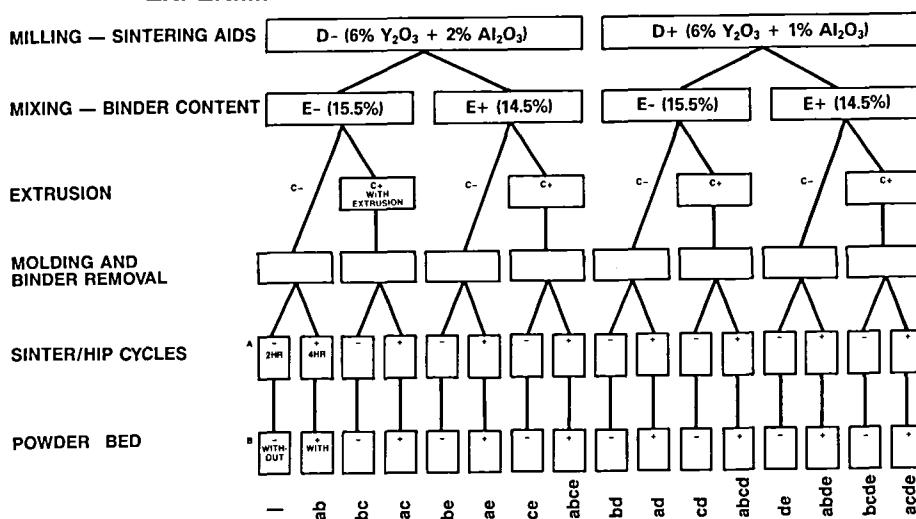 MILLING — SINTERING AIDS
D- (6% Y₂O₃ + 2% Al₂O₃)
D+ (6% Y₂O₃ + 1% Al₂O₃)
MIXING — BINDER CONTENT
E- (15.5%)
E+ (14.5%)
E- (15.5%)
E+ (14.5%)
EXTRUSION
C-
C+
WITH
EXTRUSION
C-
C+
C-
C+
C-
C+
MOLDING AND
BINDER REMOVAL
SINTER/HIP CYCLES
A
-
2HR
+
4HR
- + - + - + - + - + - + - +
POWDER BED
B
-
WITH-
OUT
+
WITH
- + - + - + - + - + - + - +
I
ab
bc
ac
be
ae
ce
abce
bd
ad
cd
abcd
de
abde
bcde
acde